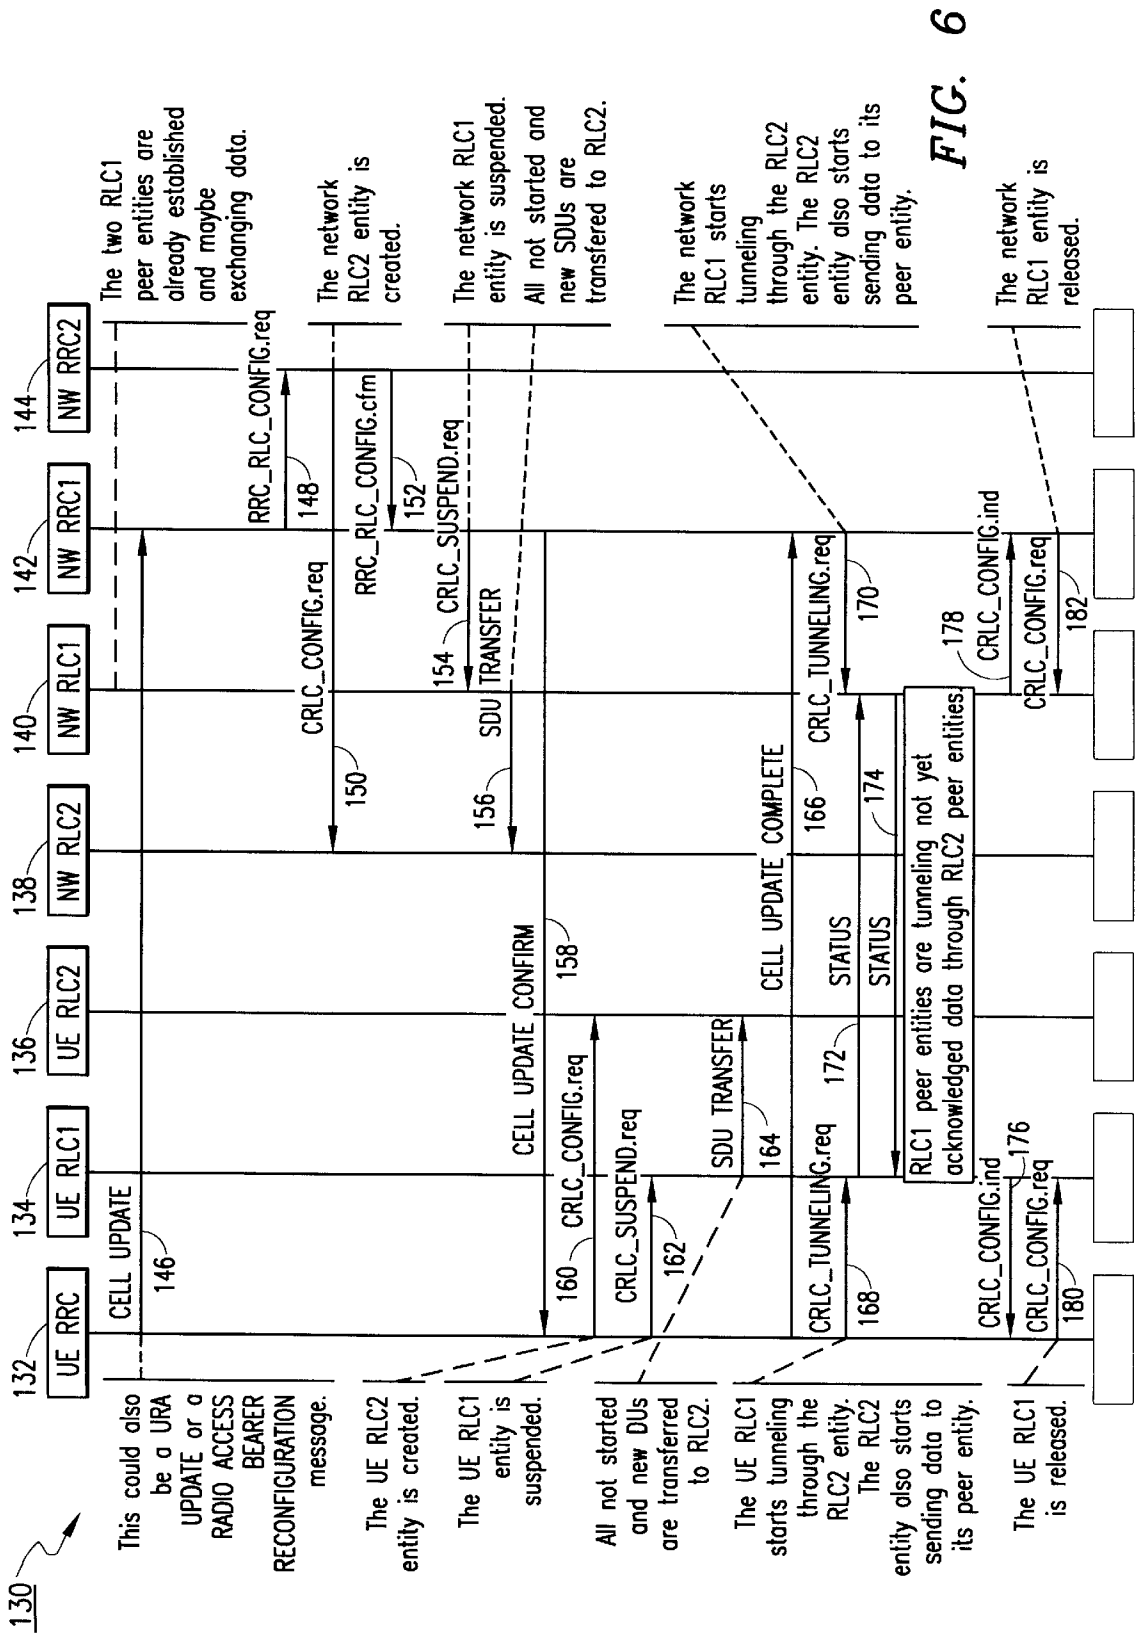 130
132
134
136
138
140
142
144
UE RRC
UE RLC1
UE RLC2
NW RLC2
NW RLC1
NW RRC1
NW RRC2
This could also
be a URA
UPDATE or a
RADIO ACCESS
BEARER
RECONFIGURATION
message.
CELL UPDATE
146
The two RLC1
peer entities are
already established
and maybe
exchanging data.
RRC_RLC_CONFIG.req
148
CRLC_CONFIG.req
150
The network
RLC2 entity is
created.
RRC_RLC_CONFIG.cfm
152
CRLC_SUSPEND.req
154
The network RLC1
entity is suspended.
All not started and
new SDUs are
transfered to RLC2.
SDU TRANSFER
156
CELL UPDATE CONFIRM
158
The UE RLC2
entity is created.
CRLC_CONFIG.req
160
The UE RLC1
entity is
suspended.
CRLC_SUSPEND.req
162
All not started
and new DUs
are transferred
to RLC2.
SDU TRANSFER
164
CELL UPDATE COMPLETE
166
The UE RLC1
starts tunneling
through the
RLC2 entity.
The RLC2
entity also starts
sending data to
its peer entity.
CRLC_TUNNELING.req
168
CRLC_TUNNELING.req
170
The network
RLC1 starts
tunneling
through the RLC2
entity. The RLC2
entity also starts
sending data to its
peer entity.
STATUS
172
STATUS
174
RLC1 peer entities are tunneling not yet
acknowledged data through RLC2 peer entities.
CRLC_CONFIG.ind
176
CRLC_CONFIG.ind
178
The UE RLC1
is released.
CRLC_CONFIG.req
180
CRLC_CONFIG.req
182
The network
RLC1 entity is
released.
FIG. 6